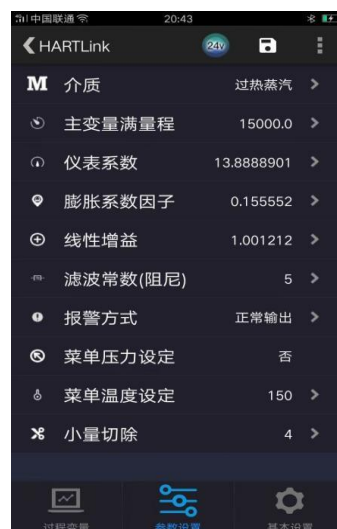 中国联通 20:43
HARTLink 24V
M 介质 过热蒸汽
主变量满量程 15000.0
仪表系数 13.8888901
膨胀系数因子 0.155552
线性增益 1.001212
滤波常数(阻尼) 5
报警方式 正常输出
菜单压力设定 否
菜单温度设定 150
小量切除 4
过程变量 参数设置 基本设置